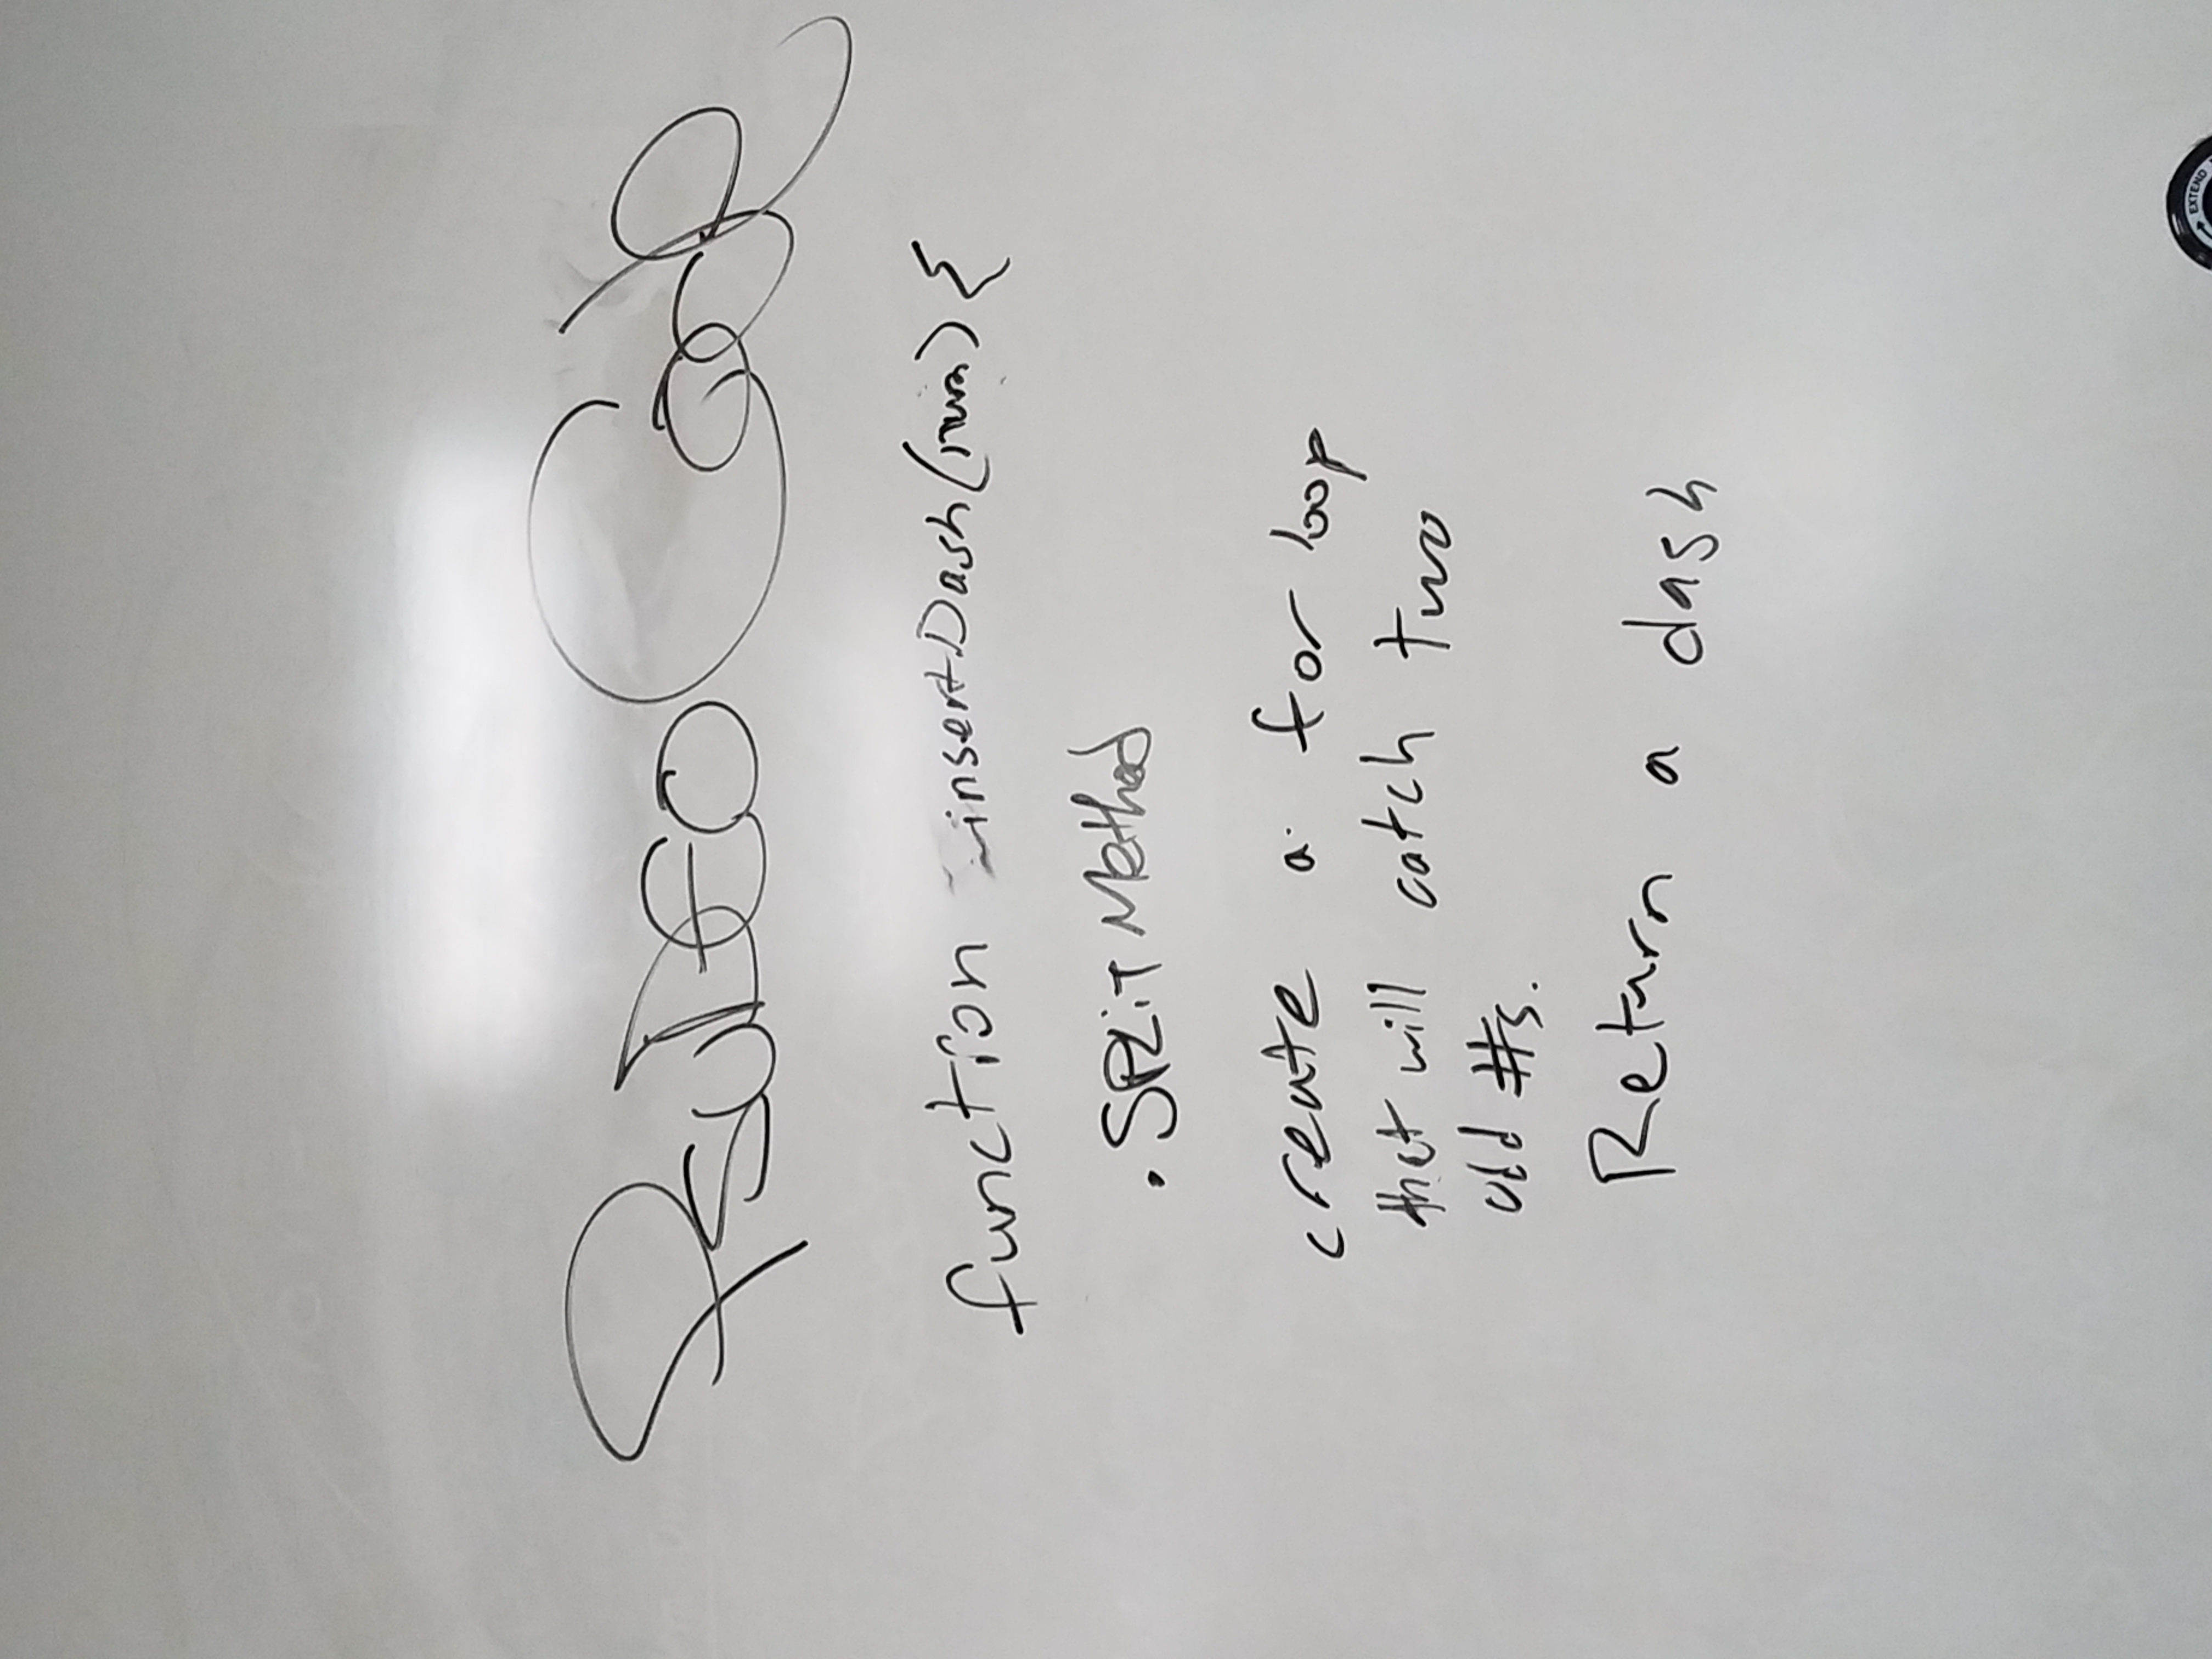 PSUDEO Code
function insertDash(num) {
. SPLIT Method
create a for loop
that will catch two
odd #s.
Return a dash
EXTEND